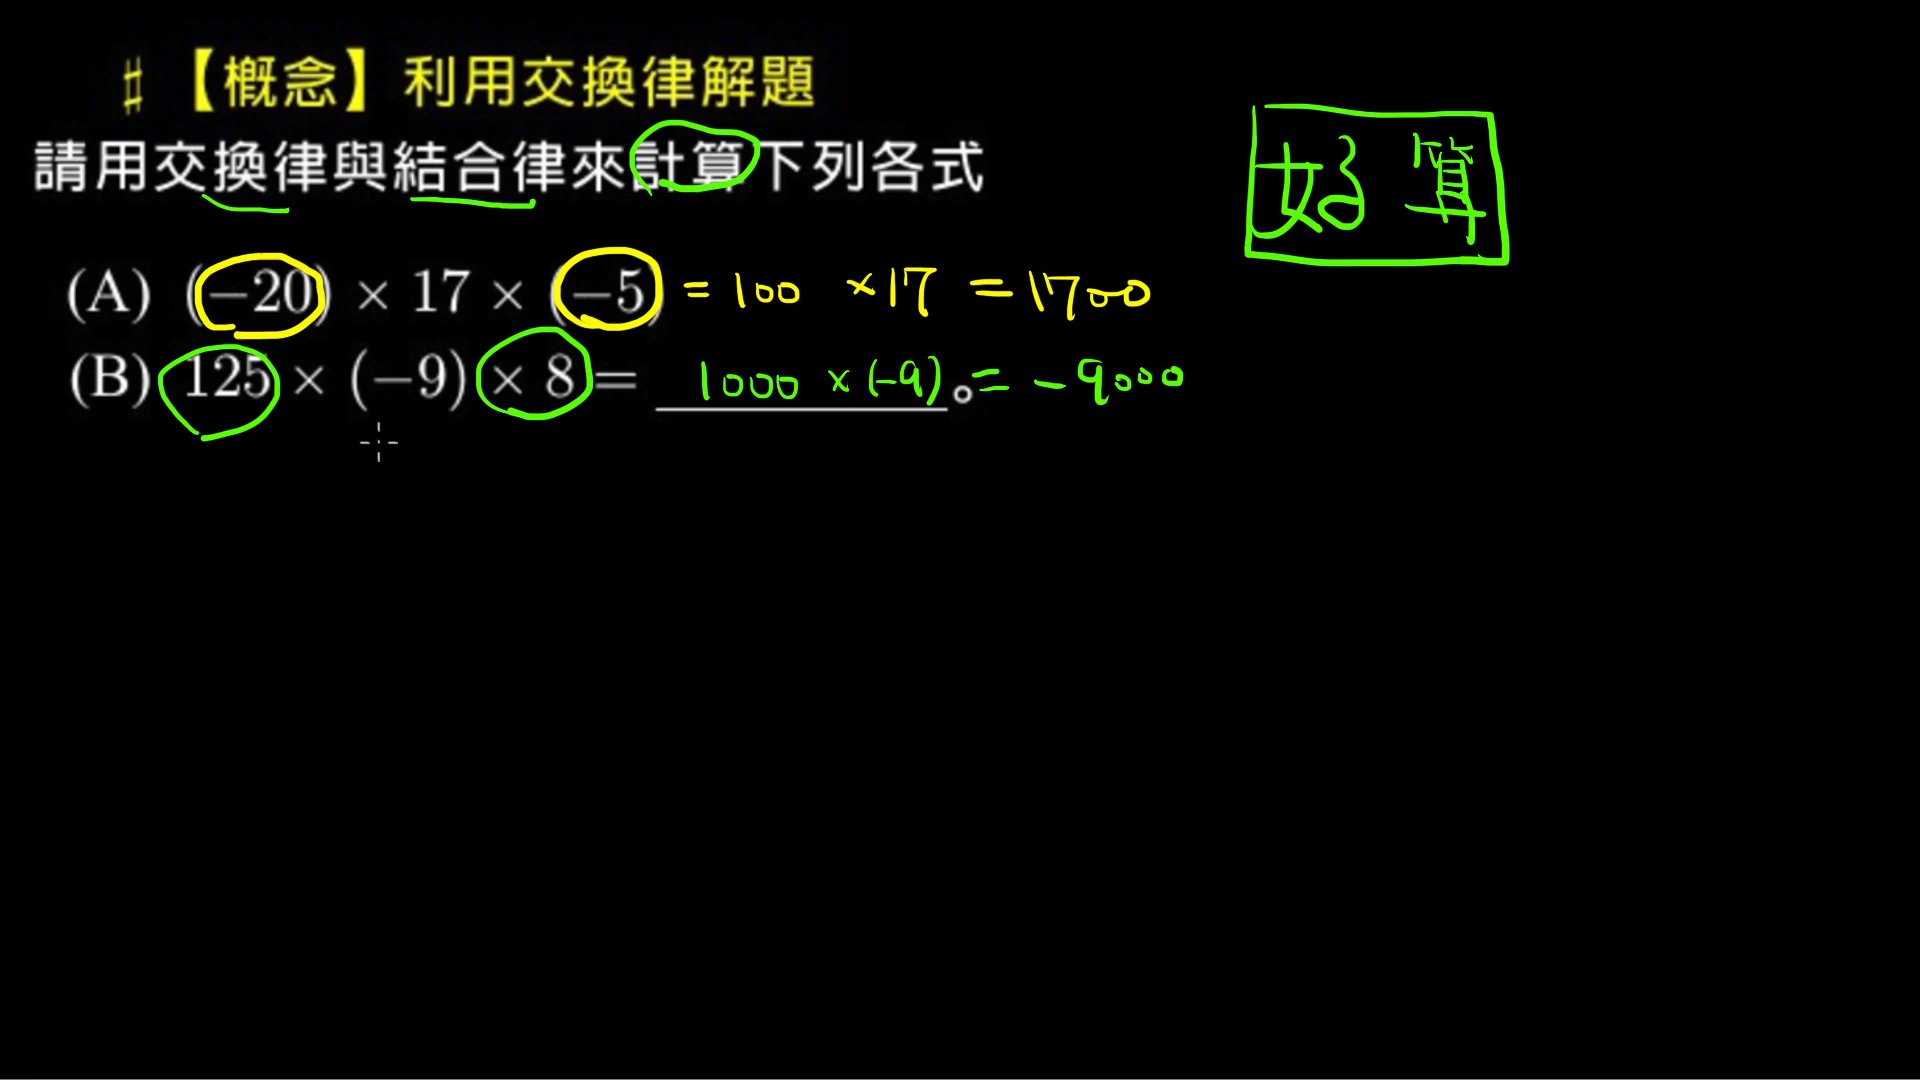 ♯【概念】利用交換律解題
請用交換律與結合律來計算下列各式
好算
(A) (−20) × 17 × (−5) = 100 ×17 = 1700
(B) 125 × (−9) × 8 = 1000 × (−9)。= −9000